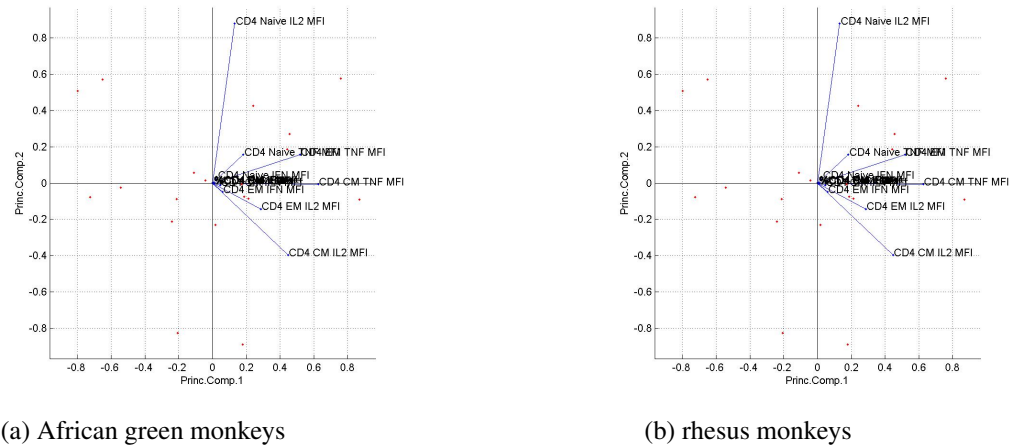 CD4 Naive IL2 MFI
0.8
0.6
0.4
0.2
0
-0.2
-0.4
-0.6
-0.8
Princ.Comp.2
CD4 Naive TNF MFI
CD4 EM TNF MFI
CD4 Naive IFN MFI
CD4 CM TNF MFI
CD4 EM IFN MFI
CD4 EM IL2 MFI
CD4 CM IL2 MFI
-0.8 -0.6 -0.4 -0.2 0 0.2 0.4 0.6 0.8
Princ.Comp.1
(a) African green monkeys
CD4 Naive IL2 MFI
0.8
0.6
0.4
0.2
0
-0.2
-0.4
-0.6
-0.8
Princ.Comp.2
CD4 Naive TNF MFI
CD4 EM TNF MFI
CD4 Naive IFN MFI
CD4 CM TNF MFI
CD4 EM IFN MFI
CD4 EM IL2 MFI
CD4 CM IL2 MFI
-0.8 -0.6 -0.4 -0.2 0 0.2 0.4 0.6 0.8
Princ.Comp.1
(b) rhesus monkeys